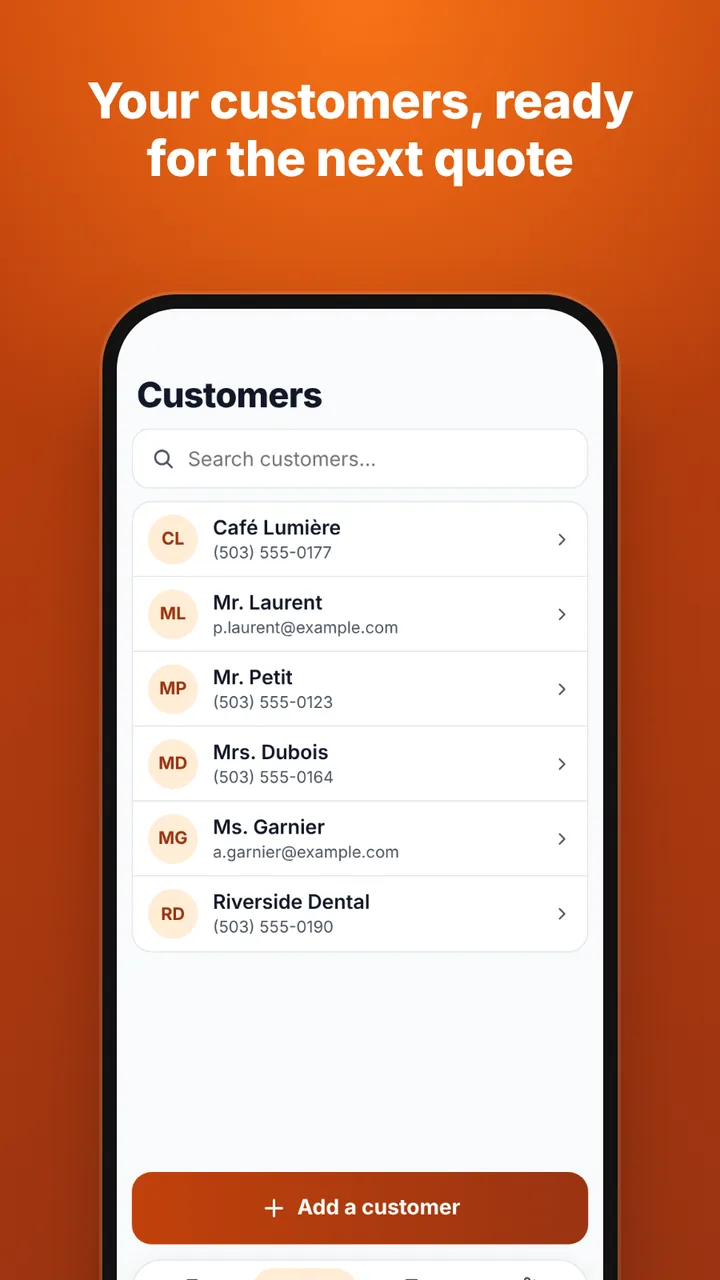 Your customers, ready
for the next quote
Customers
Search customers...
CL
Café Lumière
(503) 555-0177
ML
Mr. Laurent
p.laurent@example.com
MP
Mr. Petit
(503) 555-0123
MD
Mrs. Dubois
(503) 555-0164
MG
Ms. Garnier
a.garnier@example.com
RD
Riverside Dental
(503) 555-0190
+ Add a customer